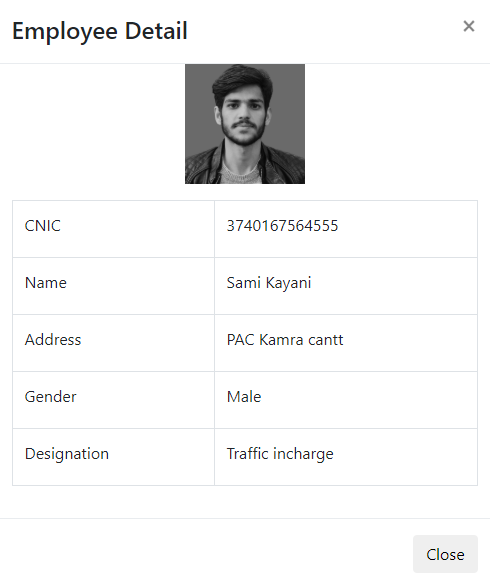 Employee Detail ×
CNIC 3740167564555
Name Sami Kayani
Address PAC Kamra cantt
Gender Male
Designation Traffic incharge
Close